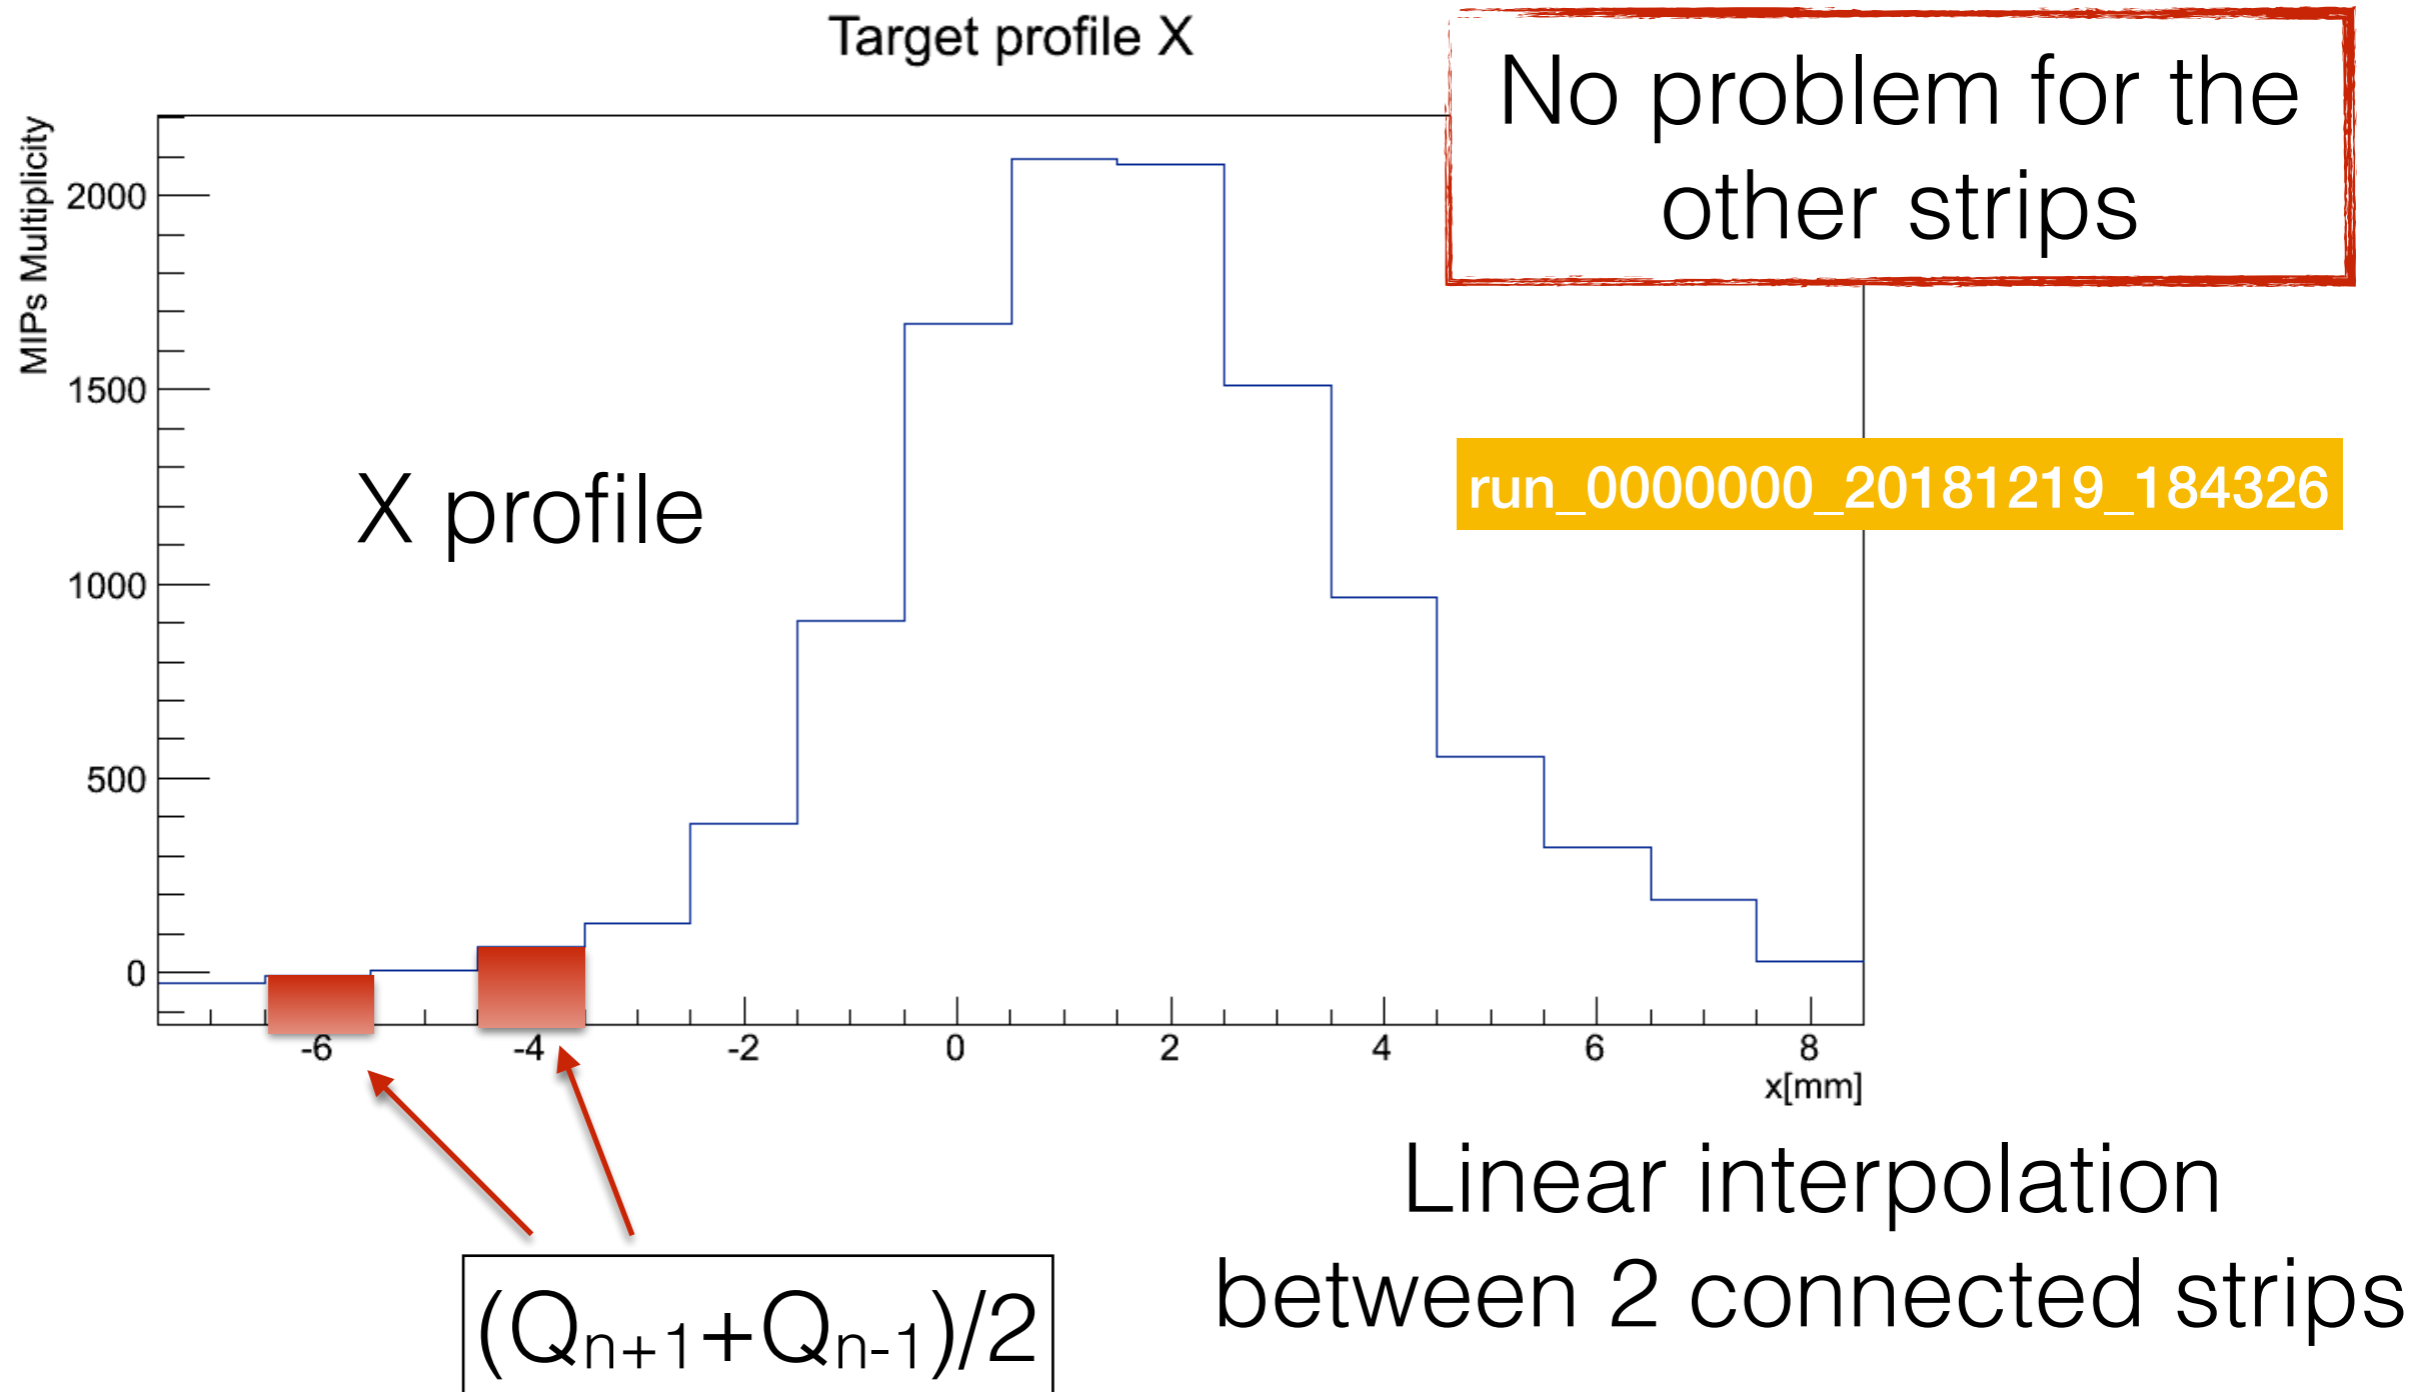 Target profile X
No problem for the
other strips
MIPs Multiplicity
2000
1500
1000
500
0
X profile
run_0000000_20181219_184326
-6 -4 -2 0 2 4 6 8
x[mm]
Linear interpolation
between 2 connected strips
(Qn+1+Qn-1)/2